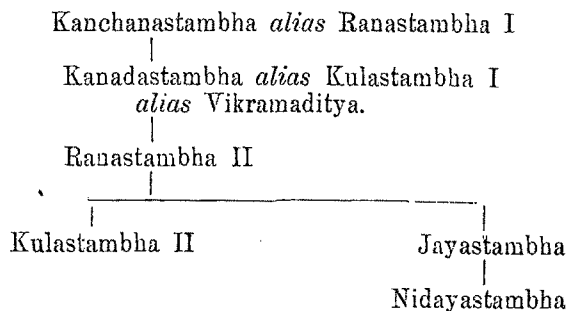 Kanchanastambha alias Ranastambha I
Kanadastambha alias Kulastambha I
alias Vikramaditya.
Ranastambha II
Kulastambha II
Jayastambha
Nidayastambha